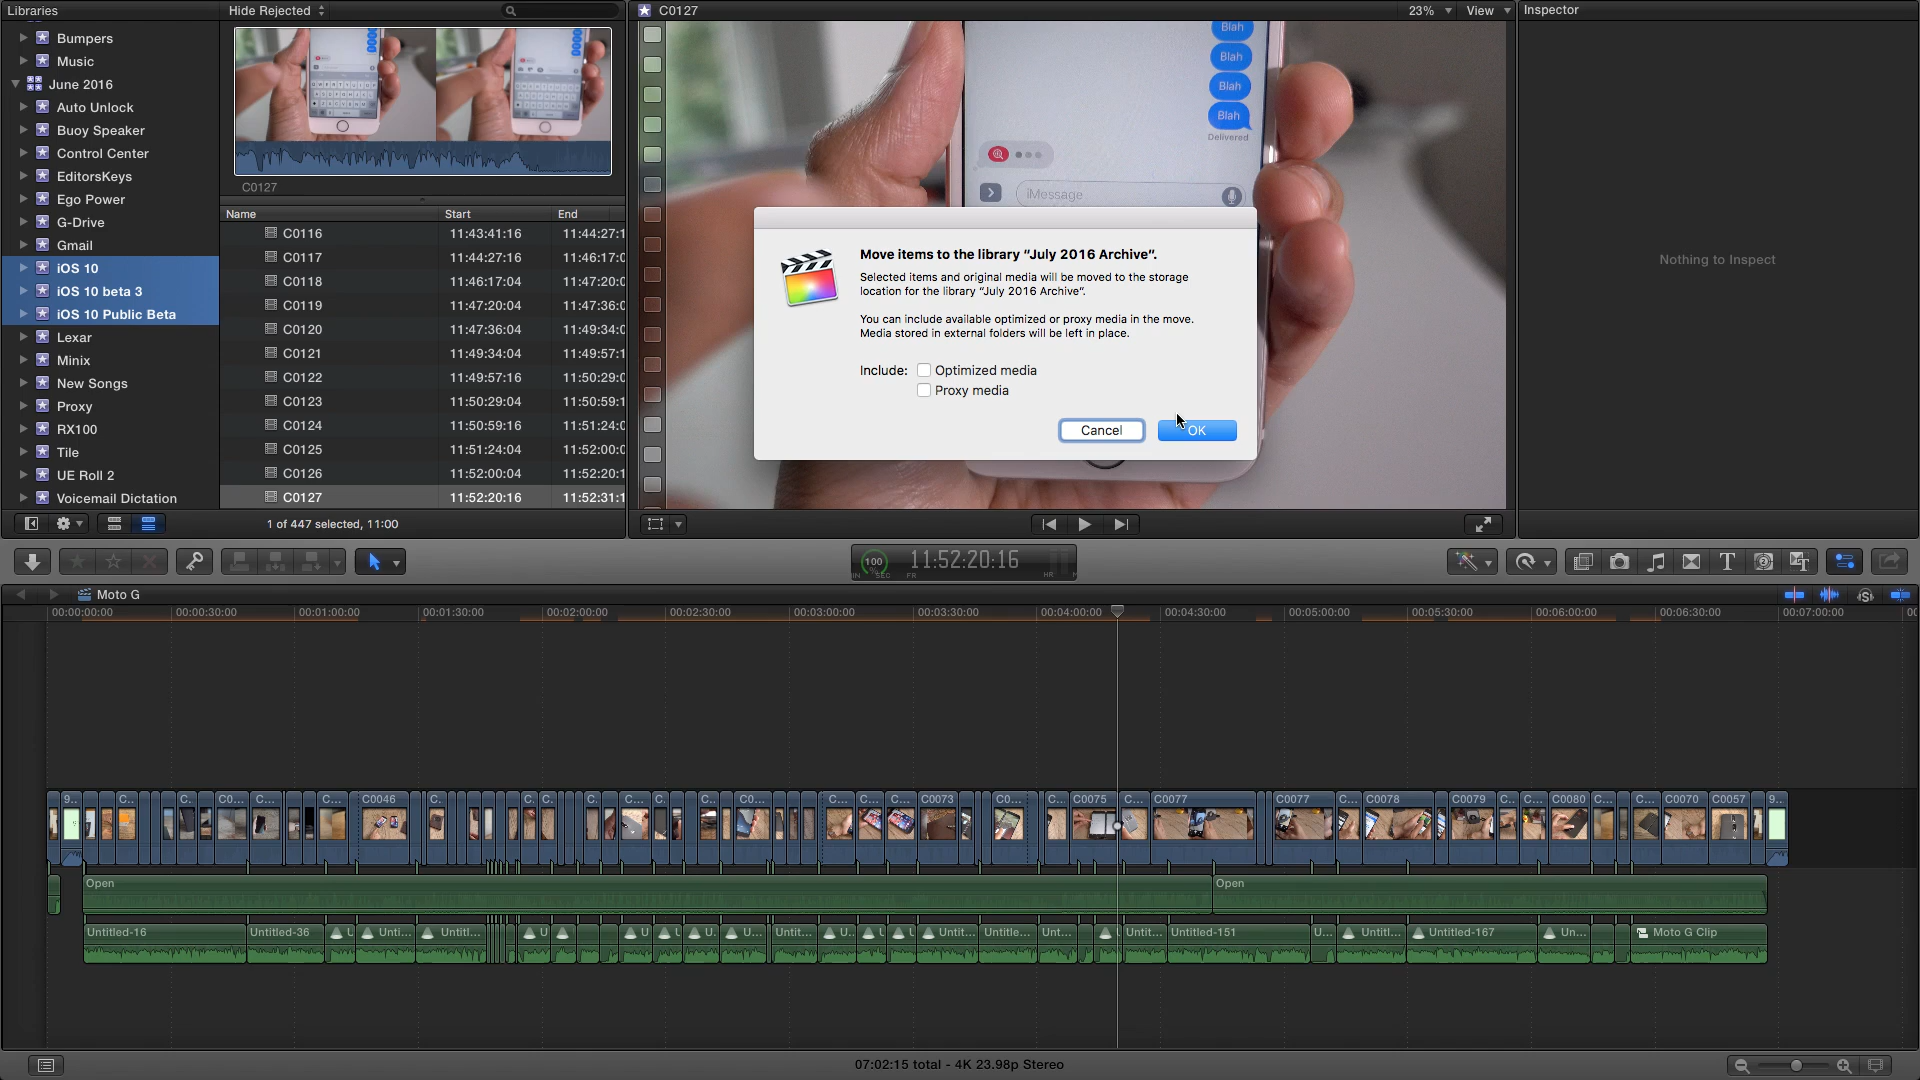 Libraries
Hide Rejected
C0127
23%
View
Inspector
Bumpers
Music
June 2016
Auto Unlock
Buoy Speaker
Control Center
EditorsKeys
Ego Power
G-Drive
Gmail
iOS 10
iOS 10 beta 3
iOS 10 Public Beta
Lexar
Minix
New Songs
Proxy
RX100
Tile
UE Roll 2
Voicemail Dictation
C0127
Name Start End
C0116 11:43:41:16 11:44:27:1
C0117 11:44:27:16 11:46:17:0
C0118 11:46:17:04 11:47:20:0
C0119 11:47:20:04 11:47:36:0
C0120 11:47:36:04 11:49:34:0
C0121 11:49:34:04 11:49:57:1
C0122 11:49:57:16 11:50:29:0
C0123 11:50:29:04 11:50:59:1
C0124 11:50:59:16 11:51:24:0
C0125 11:51:24:04 11:52:00:0
C0126 11:52:00:04 11:52:20:1
C0127 11:52:20:16 11:52:31:1
1 of 447 selected, 11:00
Blah
Blah
Blah
Blah
Delivered
iMessage
Move items to the library “July 2016 Archive”.
Selected items and original media will be moved to the storage
location for the library “July 2016 Archive”.
You can include available optimized or proxy media in the move.
Media stored in external folders will be left in place.
Include: Optimized media
Proxy media
Cancel OK
Nothing to Inspect
100 11:52:20:16
Moto G
00:00:00:00 00:00:30:00 00:01:00:00 00:01:30:00 00:02:00:00 00:02:30:00 00:03:00:00 00:03:30:00 00:04:00:00 00:04:30:00 00:05:00:00 00:05:30:00 00:06:00:00 00:06:30:00 00:07:00:00
9.. C.. C. C0... C... C... C0046 C. C. C. C. C... C. C.. C0... C... C... C... C0073 C0... C... C0075 C... C0077 C0077 C... C0078 C0079 C... C... C0080 C... C... C0070 C0057 9..
Open Open
Untitled-16 Untitled-36 U Unti... Untitl... U U.. U U.. U... Untit... U.. U U Untit... Untitle... Unt... Untit... Untitled-151 U... Untitl... Untitled-167 Un... Moto G Clip
07:02:15 total - 4K 23.98p Stereo